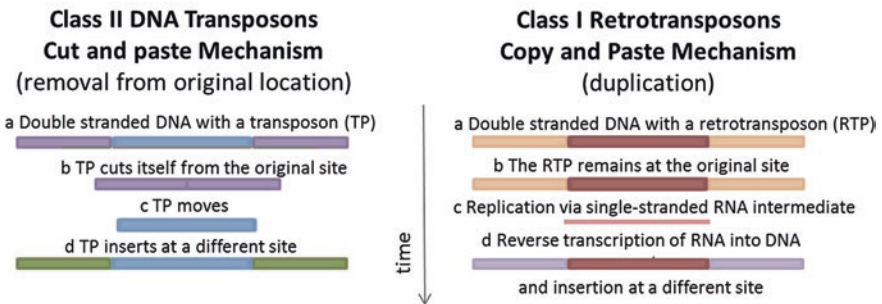 Class II DNA Transposons
Cut and paste Mechanism
(removal from original location)
a Double stranded DNA with a transposon (TP)
b TP cuts itself from the original site
c TP moves
d TP inserts at a different site
time
Class I Retrotransposons
Copy and Paste Mechanism
(duplication)
a Double stranded DNA with a retrotransposon (RTP)
b The RTP remains at the original site
c Replication via single-stranded RNA intermediate
d Reverse transcription of RNA into DNA
and insertion at a different site